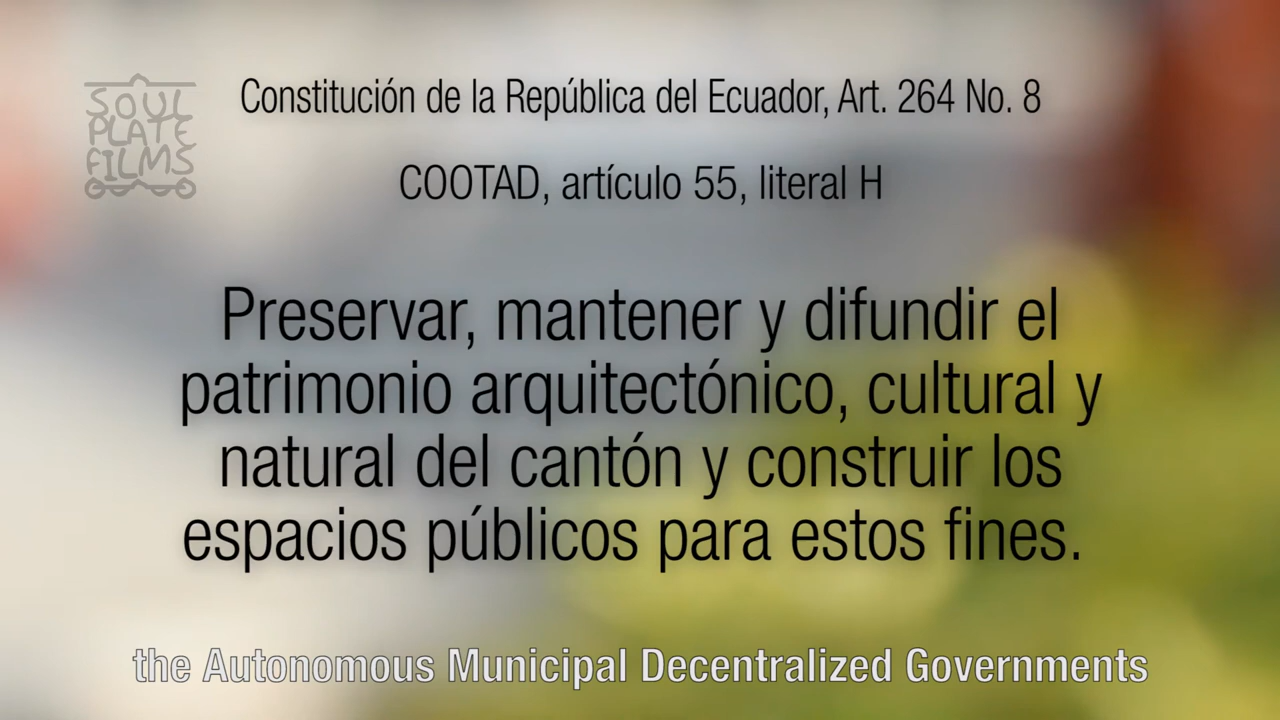 SOUL
PLATE
FILMS
Constitución de la República del Ecuador, Art. 264 No. 8
COOTAD, artículo 55, literal H
Preservar, mantener y difundir el
patrimonio arquitectónico, cultural y
natural del cantón y construir los
espacios públicos para estos fines.
the Autonomous Municipal Decentralized Governments